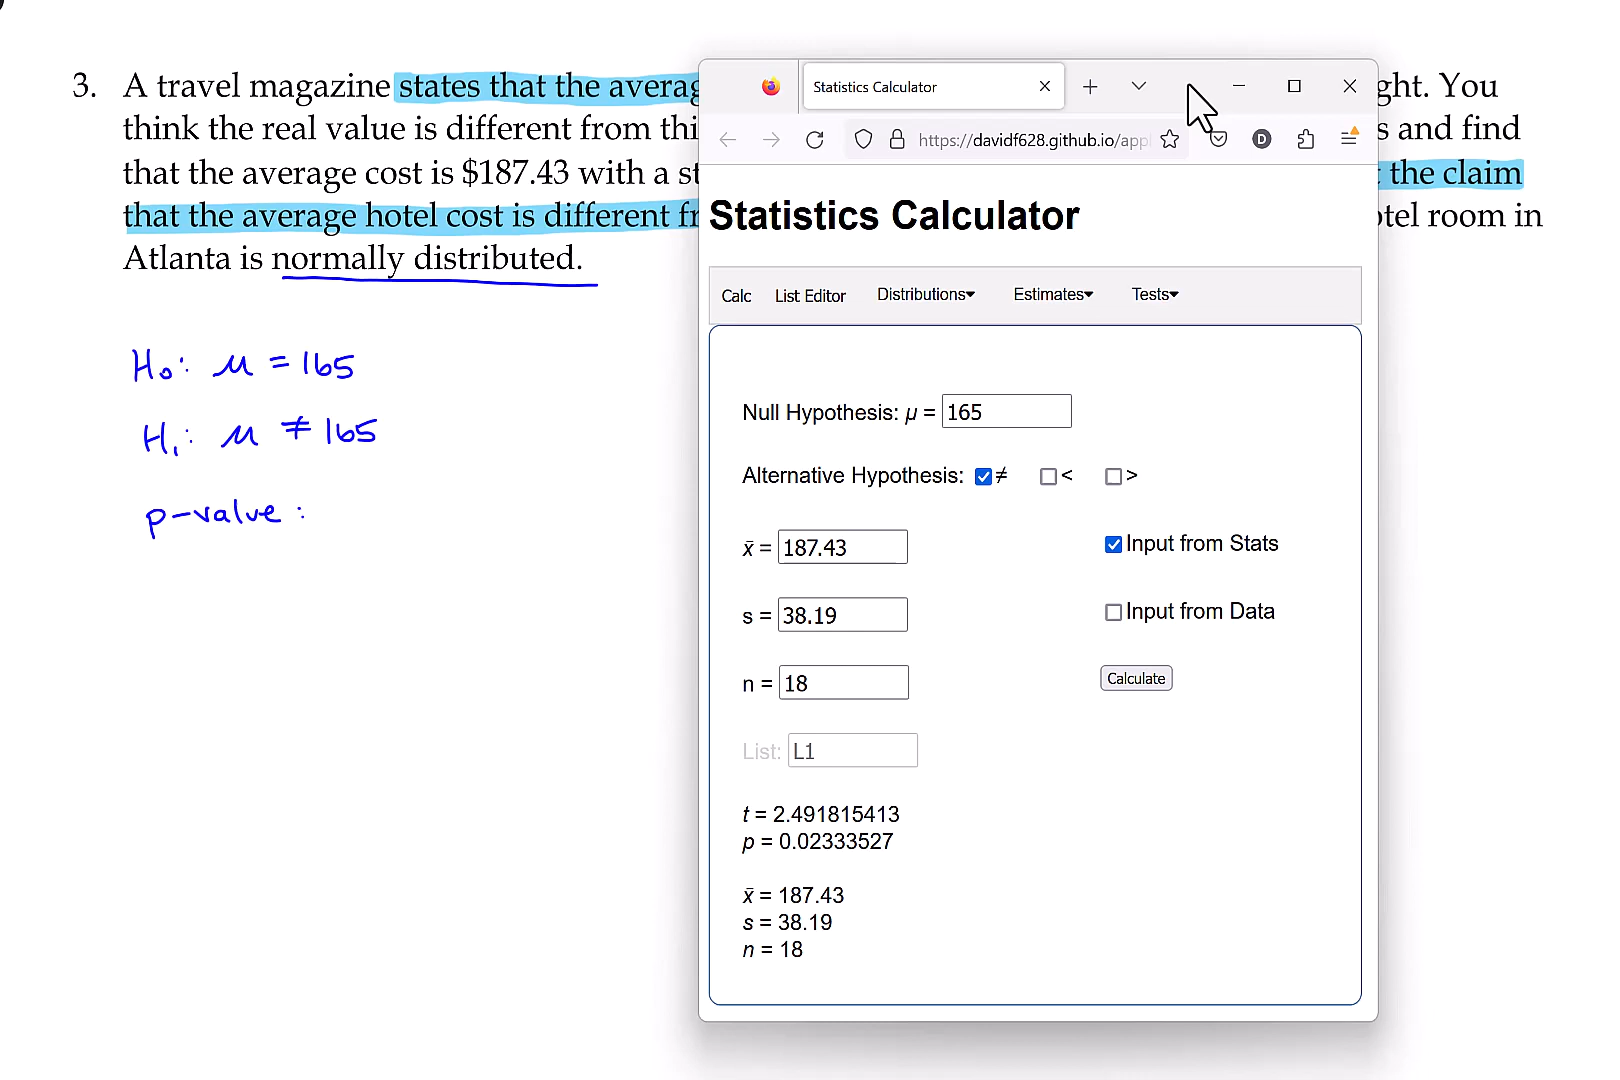 3. A travel magazine states that the averag
ght. You
think the real value is different from thi
s and find
that the average cost is $187.43 with a st
the claim
that the average hotel cost is different fr
otel room in
Atlanta is normally distributed.
H₀: μ = 165
H₁: μ ≠ 165
p-value:
Statistics Calculator
https://davidf628.github.io/appl
D
Statistics Calculator
Calc List Editor Distributions▾ Estimates▾ Tests▾
Null Hypothesis: μ = 165
Alternative Hypothesis: ≠ < >
x̄ = 187.43
Input from Stats
s = 38.19
Input from Data
n = 18
Calculate
List: L1
t = 2.491815413
p = 0.02333527
x̄ = 187.43
s = 38.19
n = 18